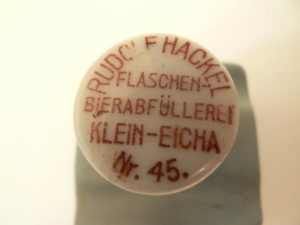 RUDOLF HACKEL
FLASCHEN-
BIERABFÜLLEREI
KLEIN-EICHA
Nr. 45.